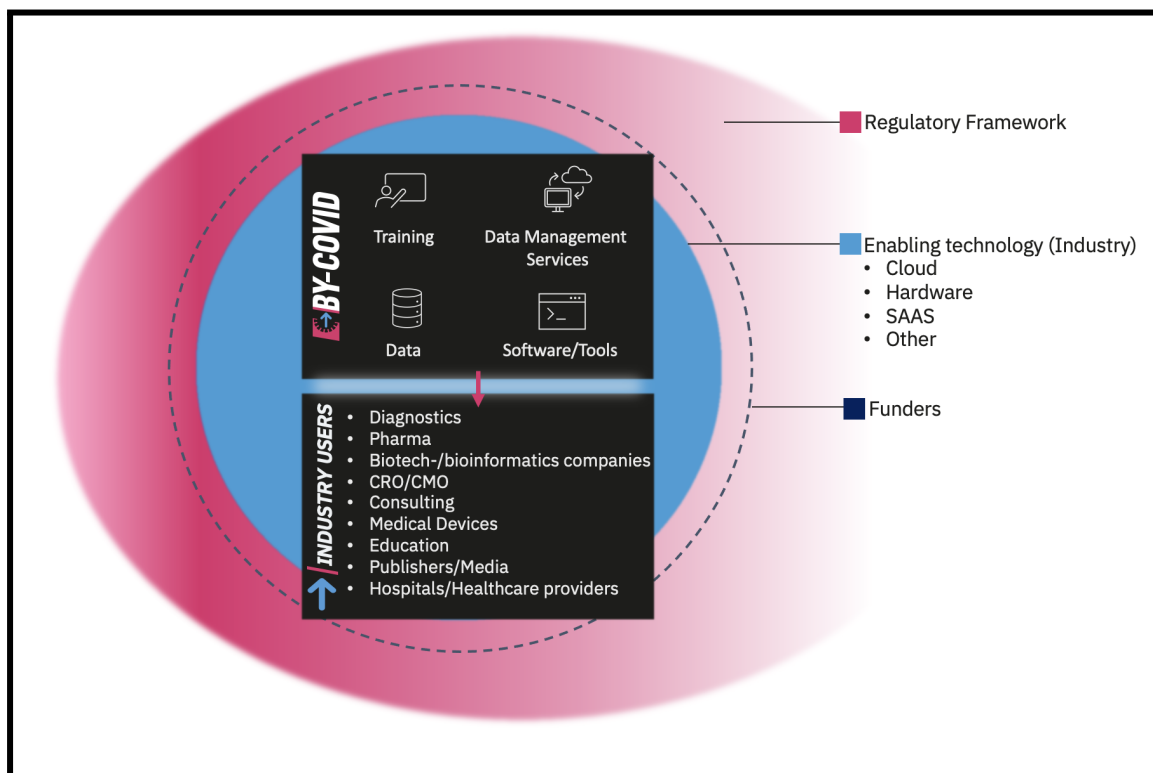 BY-COVID
Training
Data Management
Services
Data
Software/Tools
INDUSTRY USERS
• Diagnostics
• Pharma
• Biotech-/bioinformatics companies
• CRO/CMO
• Consulting
• Medical Devices
• Education
• Publishers/Media
• Hospitals/Healthcare providers
Regulatory Framework
Enabling technology (Industry)
• Cloud
• Hardware
• SAAS
• Other
Funders